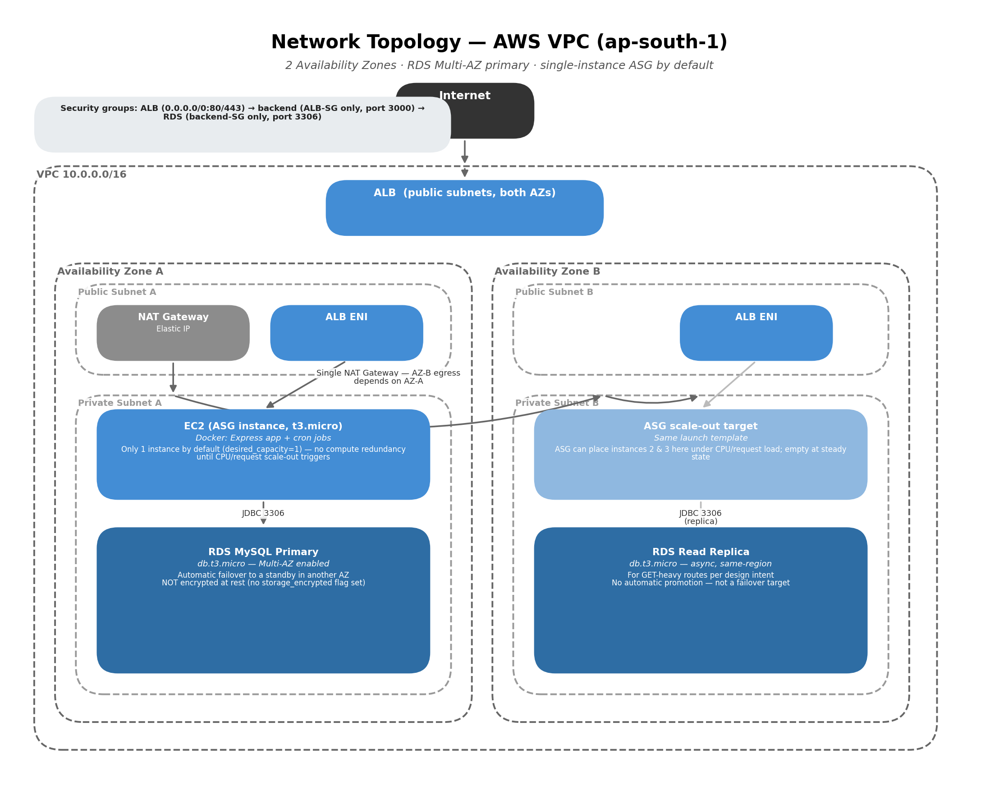 Network Topology — AWS VPC (ap-south-1)
2 Availability Zones · RDS Multi-AZ primary · single-instance ASG by default
Internet
Security groups: ALB (0.0.0.0/0:80/443) → backend (ALB-SG only, port 3000) →
RDS (backend-SG only, port 3306)
VPC 10.0.0.0/16
ALB (public subnets, both AZs)
Availability Zone A
Public Subnet A
NAT Gateway
Elastic IP
ALB ENI
Single NAT Gateway — AZ-B egress
depends on AZ-A
Private Subnet A
EC2 (ASG instance, t3.micro)
Docker: Express app + cron jobs
Only 1 instance by default (desired_capacity=1) — no compute redundancy
until CPU/request scale-out triggers
JDBC 3306
RDS MySQL Primary
db.t3.micro — Multi-AZ enabled
Automatic failover to a standby in another AZ
NOT encrypted at rest (no storage_encrypted flag set)
Availability Zone B
Public Subnet B
ALB ENI
Private Subnet B
ASG scale-out target
Same launch template
ASG can place instances 2 & 3 here under CPU/request load; empty at steady
state
JDBC 3306
(replica)
RDS Read Replica
db.t3.micro — async, same-region
For GET-heavy routes per design intent
No automatic promotion — not a failover target